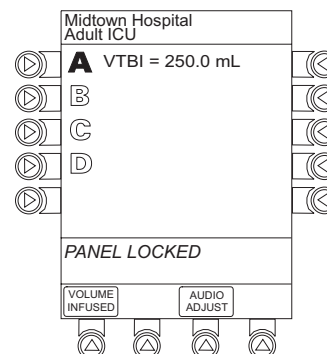 Midtown Hospital
Adult ICU
A VTBI = 250.0 mL
B
C
D
PANEL LOCKED
VOLUME
INFUSED
AUDIO
ADJUST